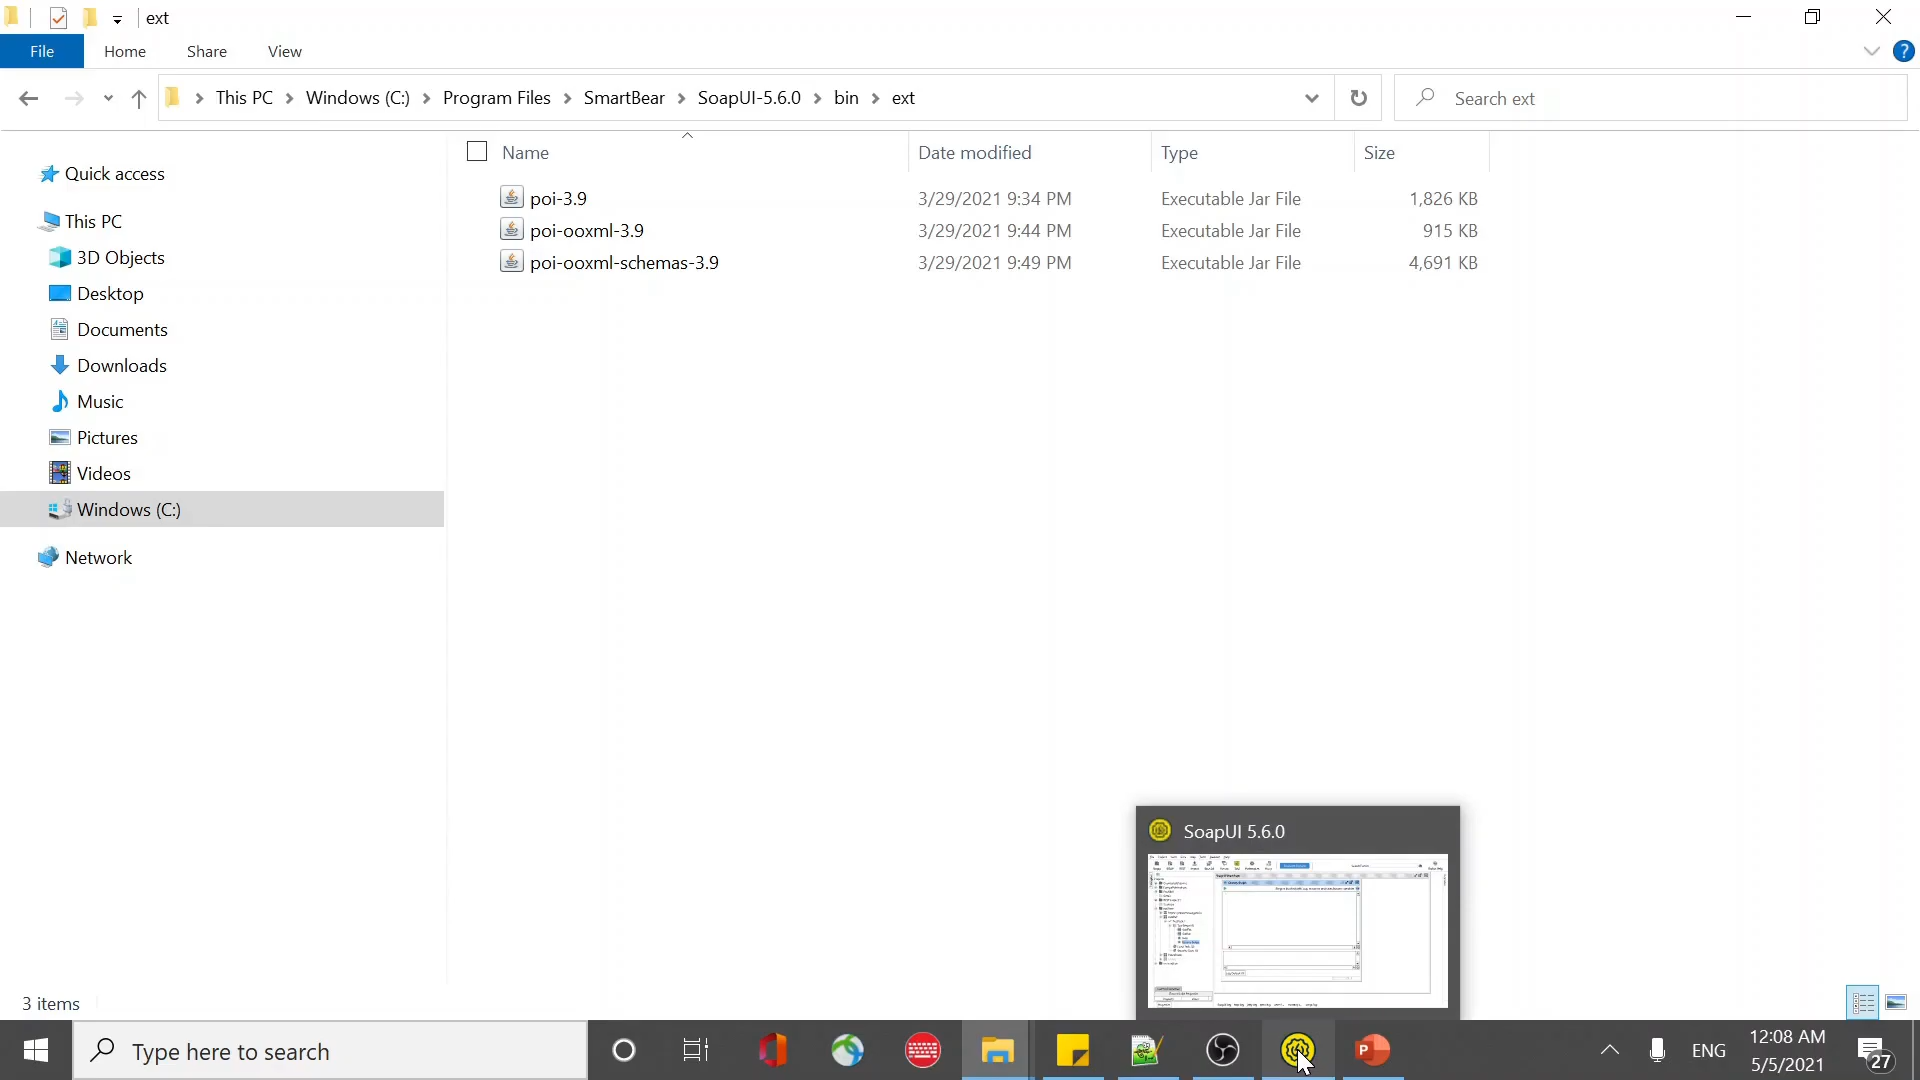 ext
File Home Share View
This PC Windows (C:) Program Files SmartBear SoapUI-5.6.0 bin ext
Search ext
Name Date modified Type Size
Quick access
This PC
3D Objects
Desktop
Documents
Downloads
Music
Pictures
Videos
Windows (C:)
Network
poi-3.9 3/29/2021 9:34 PM Executable Jar File 1,826 KB
poi-ooxml-3.9 3/29/2021 9:44 PM Executable Jar File 915 KB
poi-ooxml-schemas-3.9 3/29/2021 9:49 PM Executable Jar File 4,691 KB
SoapUI 5.6.0
3 items
Type here to search
ENG
12:08 AM
5/5/2021
27